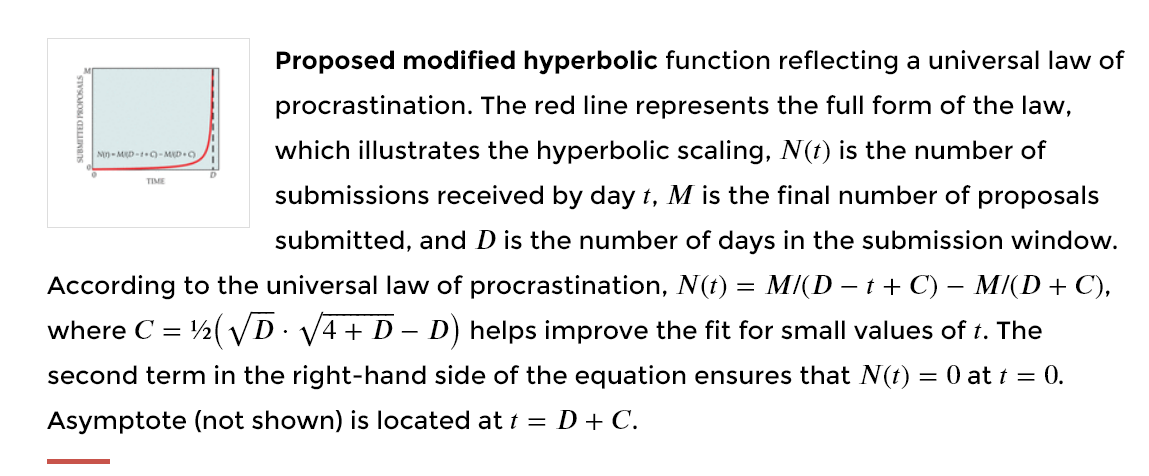 M
SUBMITTED PROPOSALS
N(t) = M/(D − t + C) − M/(D + C)
0
0
D
TIME
Proposed modified hyperbolic function reflecting a universal law of
procrastination. The red line represents the full form of the law,
which illustrates the hyperbolic scaling, N(t) is the number of
submissions received by day t, M is the final number of proposals
submitted, and D is the number of days in the submission window.
According to the universal law of procrastination, N(t) = M/(D − t + C) − M/(D + C),
where C = ½(√D · √4 + D − D) helps improve the fit for small values of t. The
second term in the right-hand side of the equation ensures that N(t) = 0 at t = 0.
Asymptote (not shown) is located at t = D + C.